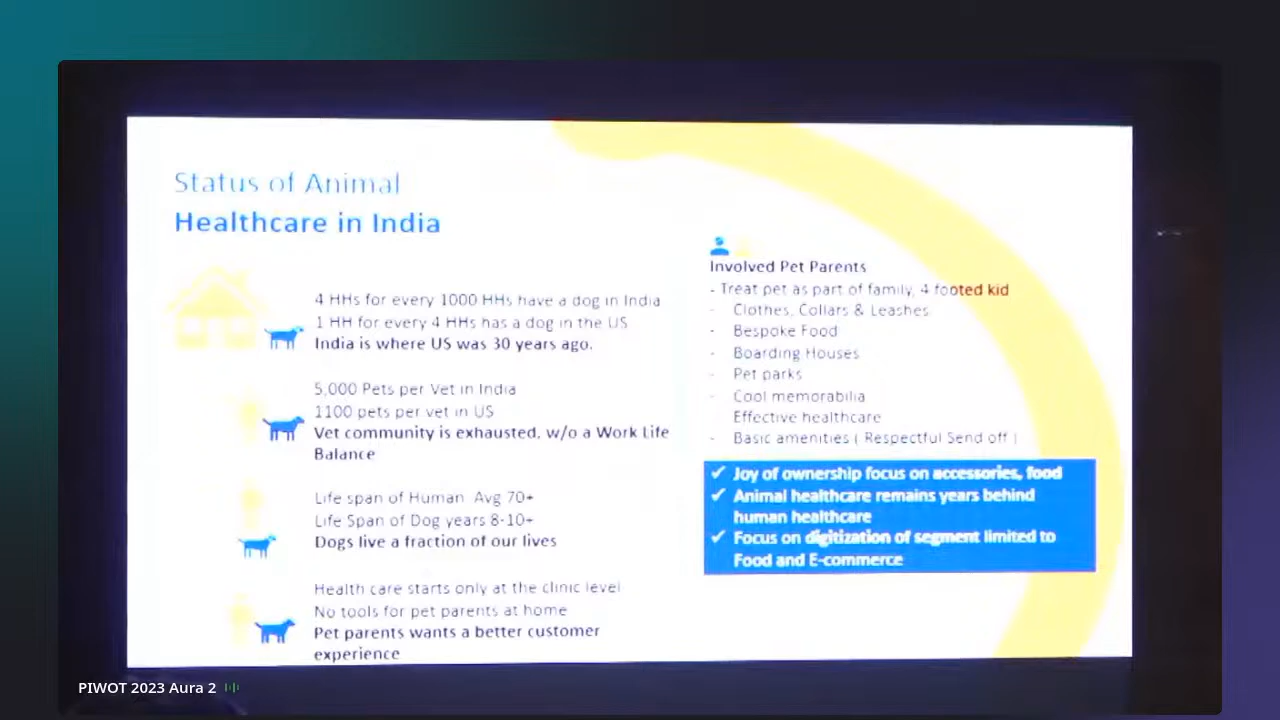 Status of Animal
Healthcare in India
4 HHs for every 1000 HHs have a dog in India
1 HH for every 4 HHs has a dog in the US
India is where US was 30 years ago.
5,000 Pets per Vet in India
1100 pets per vet in US
Vet community is exhausted. w/o a Work Life
Balance
Life span of Human Avg 70+
Life Span of Dog years 8-10+
Dogs live a fraction of our lives
Health care starts only at the clinic level
No tools for pet parents at home
Pet parents wants a better customer
experience
Involved Pet Parents
- Treat pet as part of family, 4 footed kid
- Clothes, Collars & Leashes
- Bespoke Food
- Boarding Houses
- Pet parks
- Cool memorabilia
Effective healthcare
- Basic amenities ( Respectful Send off )
✓ Joy of ownership focus on accessories, food
✓ Animal healthcare remains years behind
human healthcare
✓ Focus on digitization of segment limited to
Food and E-commerce
PIWOT 2023 Aura 2